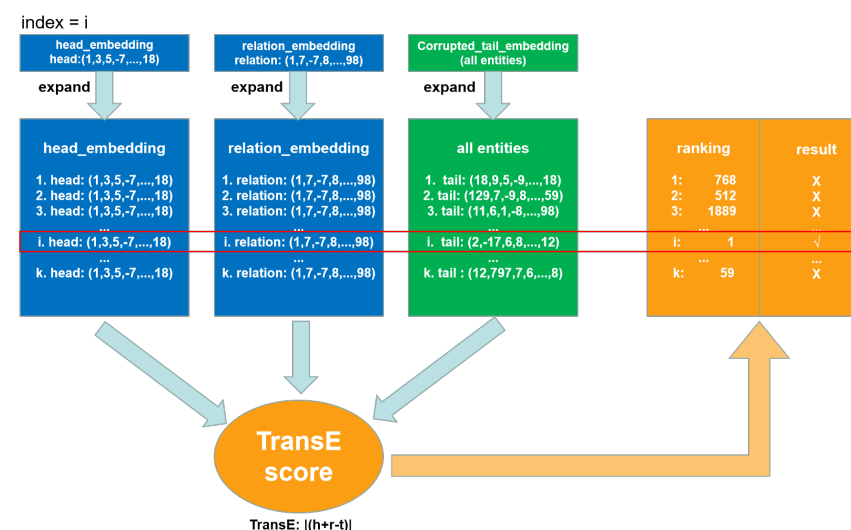 index = i
head_embedding
head:(1,3,5,-7,...,18)
relation_embedding
relation: (1,7,-7,8,...,98)
Corrupted_tail_embedding
(all entities)
expand
expand
expand
head_embedding
1. head: (1,3,5,-7,...,18)
2. head: (1,3,5,-7,...,18)
3. head: (1,3,5,-7,...,18)
...
i. head: (1,3,5,-7,...,18)
...
k. head: (1,3,5,-7,...,18)
relation_embedding
1. relation: (1,7,-7,8,...,98)
2. relation: (1,7,-7,8,...,98)
3. relation: (1,7,-7,8,...,98)
...
i. relation: (1,7,-7,8,...,98)
...
k. relation: (1,7,-7,8,...,98)
all entities
1. tail: (18,9,5,-9,...,18)
2. tail: (129,7,-9,8,...,59)
3. tail: (11,6,1,-8,...,98)
...
i. tail: (2,-17,6,8,...,12)
...
k. tail : (12,797,7,6,...,8)
ranking result
1: 768 X
2: 512 X
3: 1889 X
... ...
i: 1 √
... ...
k: 59 X
TransE
score
TransE: |(h+r-t)|